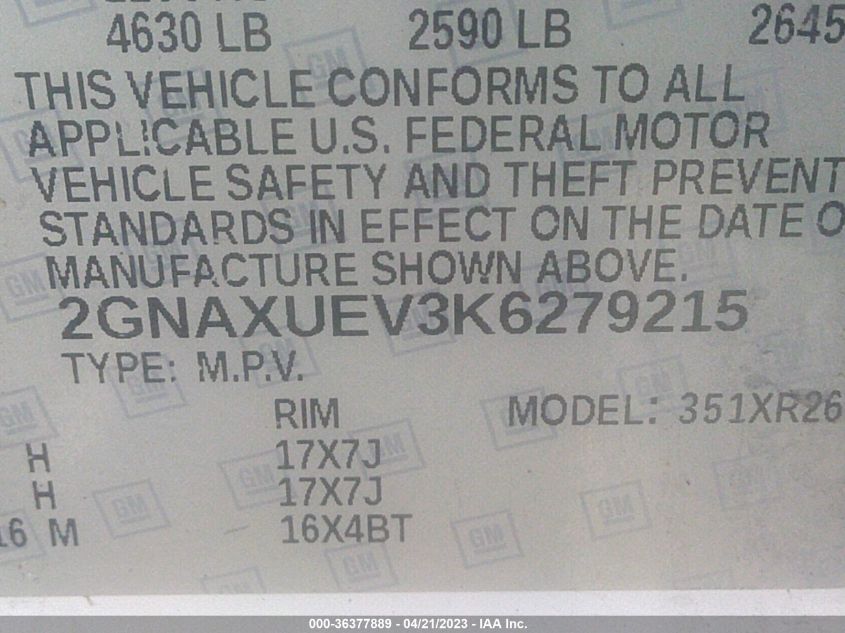 4630 LB 2590 LB 2645
THIS VEHICLE CONFORMS TO ALL
APPLICABLE U.S. FEDERAL MOTOR
VEHICLE SAFETY AND THEFT PREVENT
STANDARDS IN EFFECT ON THE DATE O
MANUFACTURE SHOWN ABOVE.
2GNAXUEV3K6279215
TYPE: M.P.V.
RIM MODEL: 351XR26
H 17X7J
H 17X7J
16 M 16X4BT
000-36377889 - 04/21/2023 - IAA Inc.